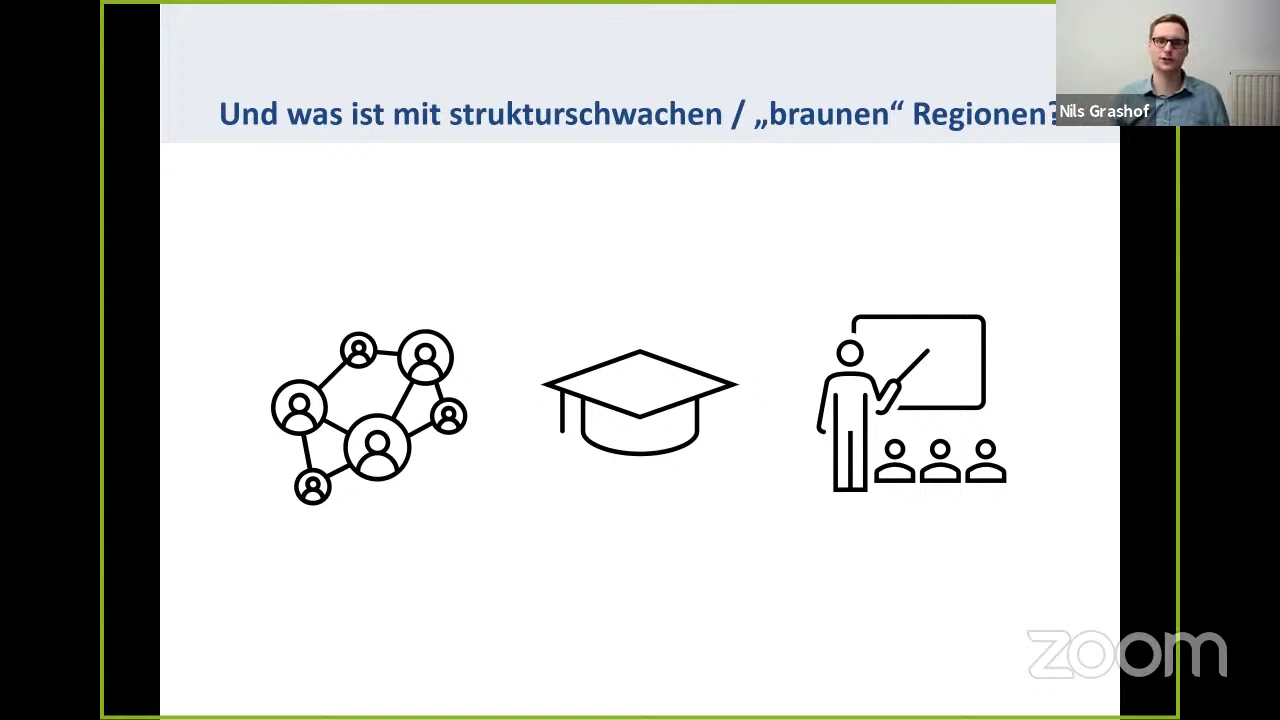 Und was ist mit strukturschwachen / „braunen“ Regionen?
Nils Grashof
zoom